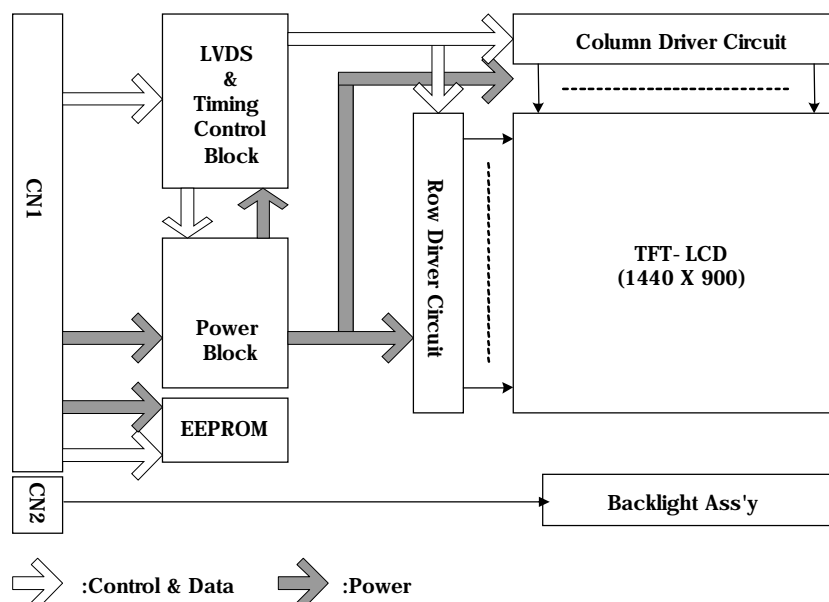 CN1
LVDS
&
Timing
Control
Block
Column Driver Circuit
Row Dirver Circuit
TFT- LCD
(1440 X 900)
Power
Block
EEPROM
CN2
Backlight Ass'y
:Control & Data
:Power